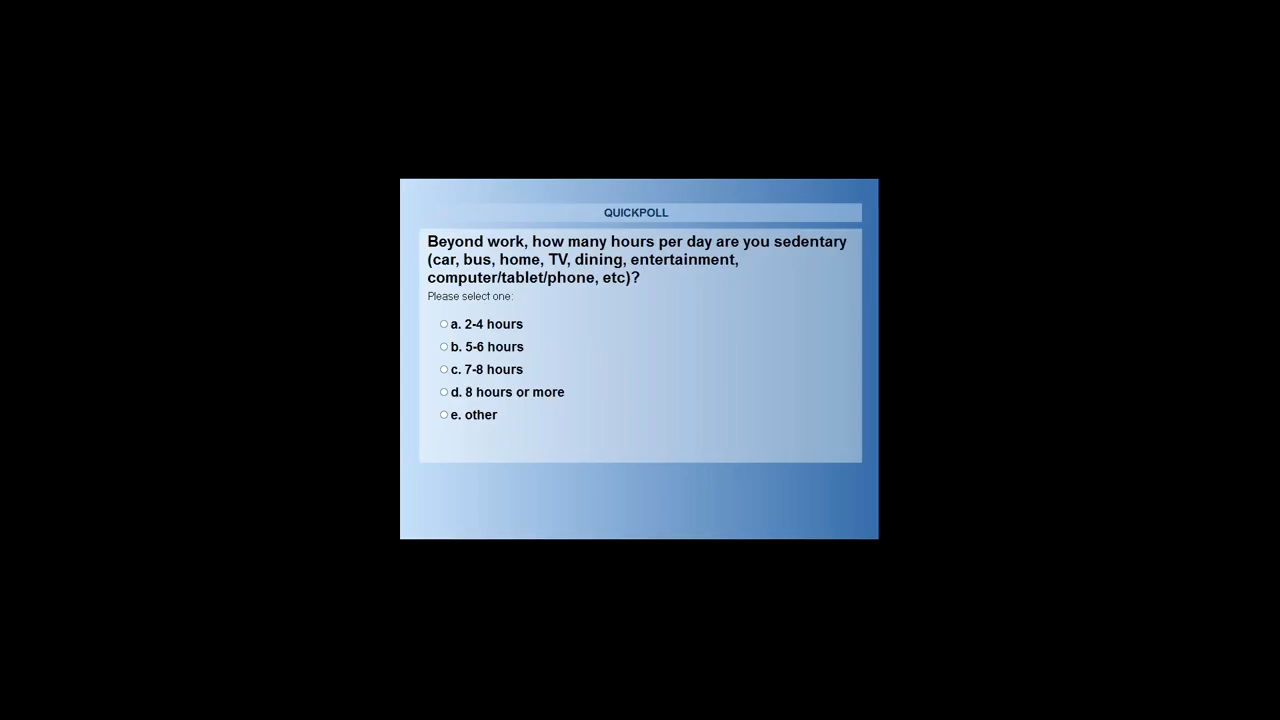 QUICKPOLL
Beyond work, how many hours per day are you sedentary
(car, bus, home, TV, dining, entertainment,
computer/tablet/phone, etc)?
Please select one:
a. 2-4 hours
b. 5-6 hours
c. 7-8 hours
d. 8 hours or more
e. other